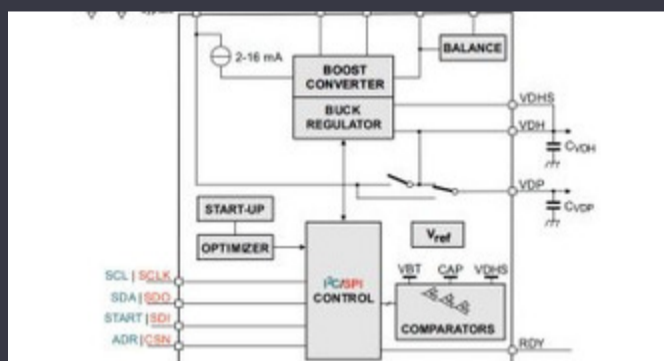 2-16 mA
BALANCE
BOOST
CONVERTER
BUCK
REGULATOR
VDHS
VDH
CVDH
VDP
CVDP
START-UP
OPTIMIZER
Vref
SCL | SCLK
SDA | SDO
START | SDI
ADR | CSN
I²C/SPI
CONTROL
VBT CAP VDHS
COMPARATORS
RDY